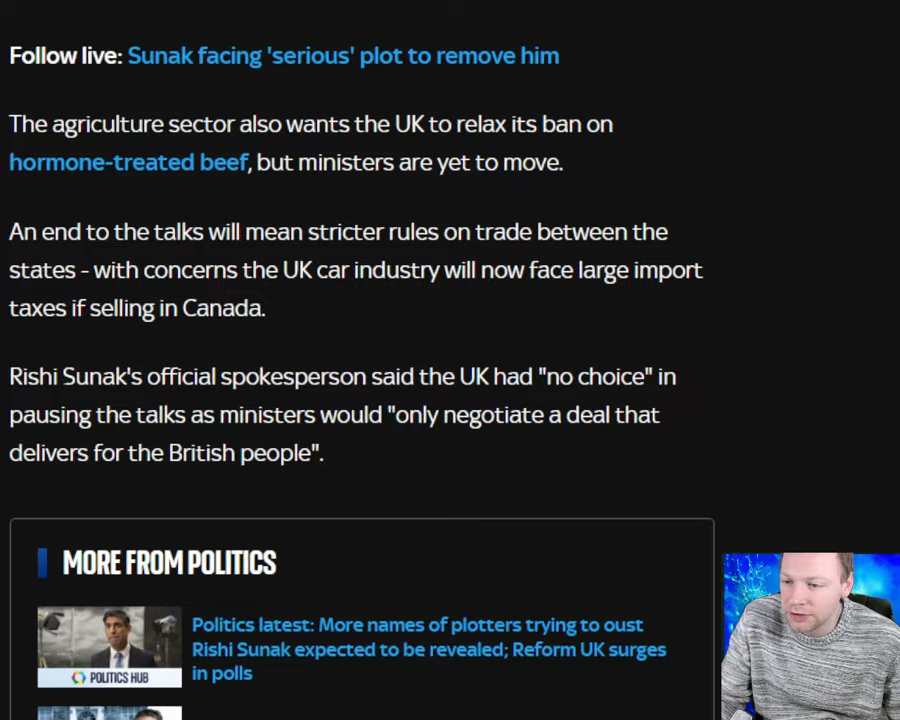 Follow live: Sunak facing 'serious' plot to remove him
The agriculture sector also wants the UK to relax its ban on
hormone-treated beef, but ministers are yet to move.
An end to the talks will mean stricter rules on trade between the
states - with concerns the UK car industry will now face large import
taxes if selling in Canada.
Rishi Sunak's official spokesperson said the UK had "no choice" in
pausing the talks as ministers would "only negotiate a deal that
delivers for the British people".
MORE FROM POLITICS
Politics latest: More names of plotters trying to oust
Rishi Sunak expected to be revealed; Reform UK surges
in polls
POLITICS HUB